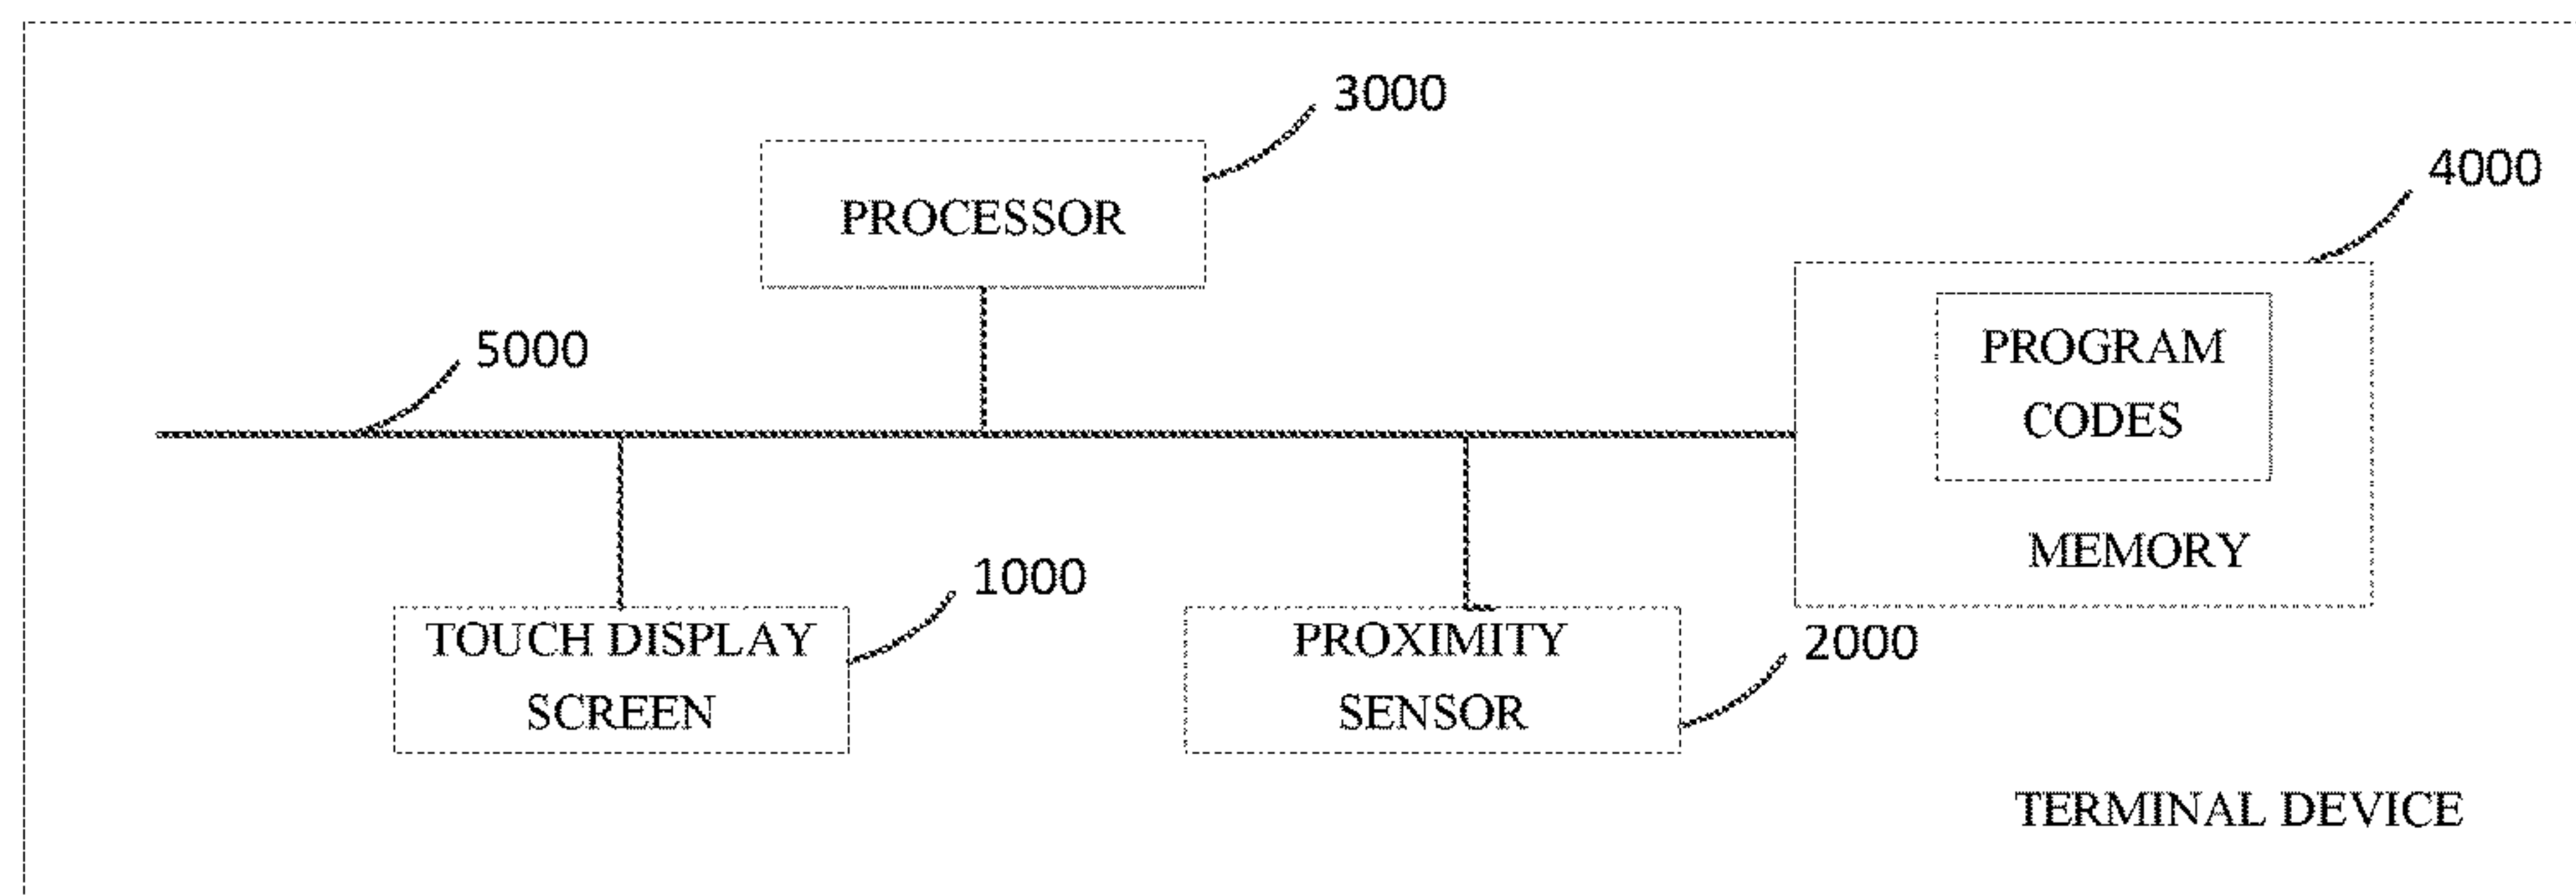 3000
PROCESSOR
4000
PROGRAM
CODES
MEMORY
5000
TOUCH DISPLAY
SCREEN
1000
PROXIMITY
SENSOR
2000
TERMINAL DEVICE